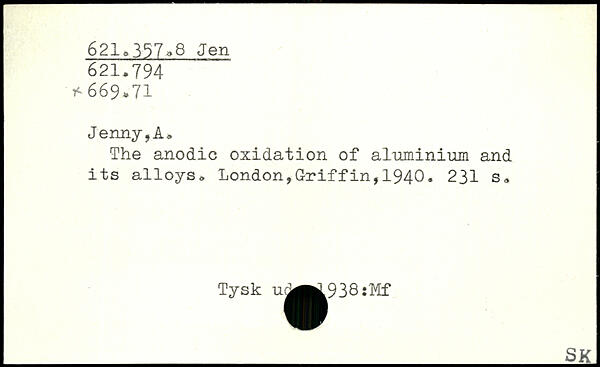 621.357.8 Jen
621.794
×669.71
Jenny,A.
The anodic oxidation of aluminium and
its alloys. London,Griffin,1940. 231 s.
Tysk 1938:Mf
SK